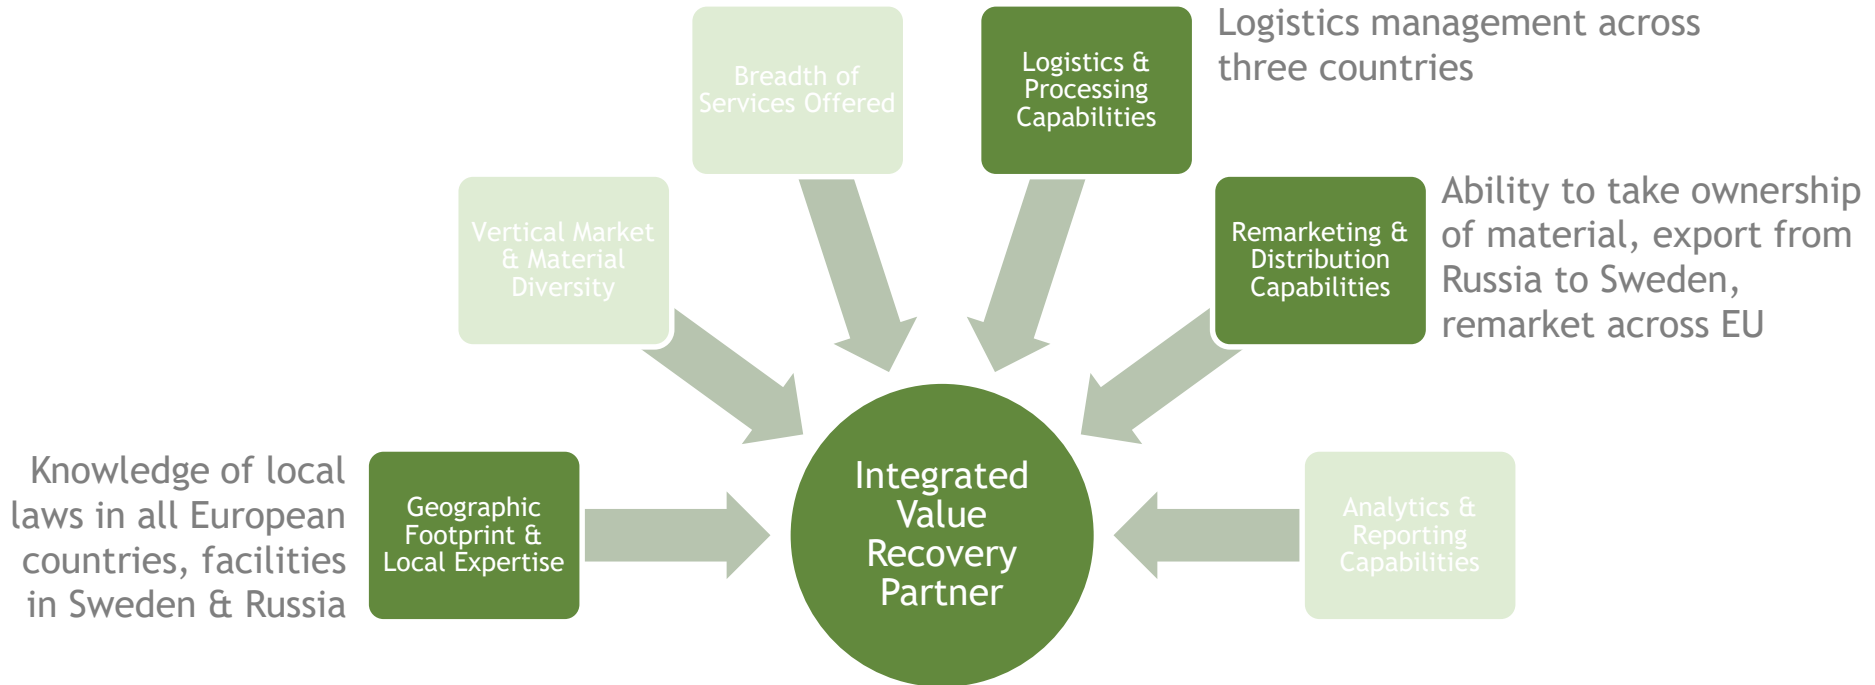 Logistics management across
three countries
Breadth of
Services Offered
Logistics &
Processing
Capabilities
Vertical Market
& Material
Diversity
Remarketing &
Distribution
Capabilities
Ability to take ownership
of material, export from
Russia to Sweden,
remarket across EU
Knowledge of local
laws in all European
countries, facilities
in Sweden & Russia
Geographic
Footprint &
Local Expertise
Integrated
Value
Recovery
Partner
Analytics &
Reporting
Capabilities